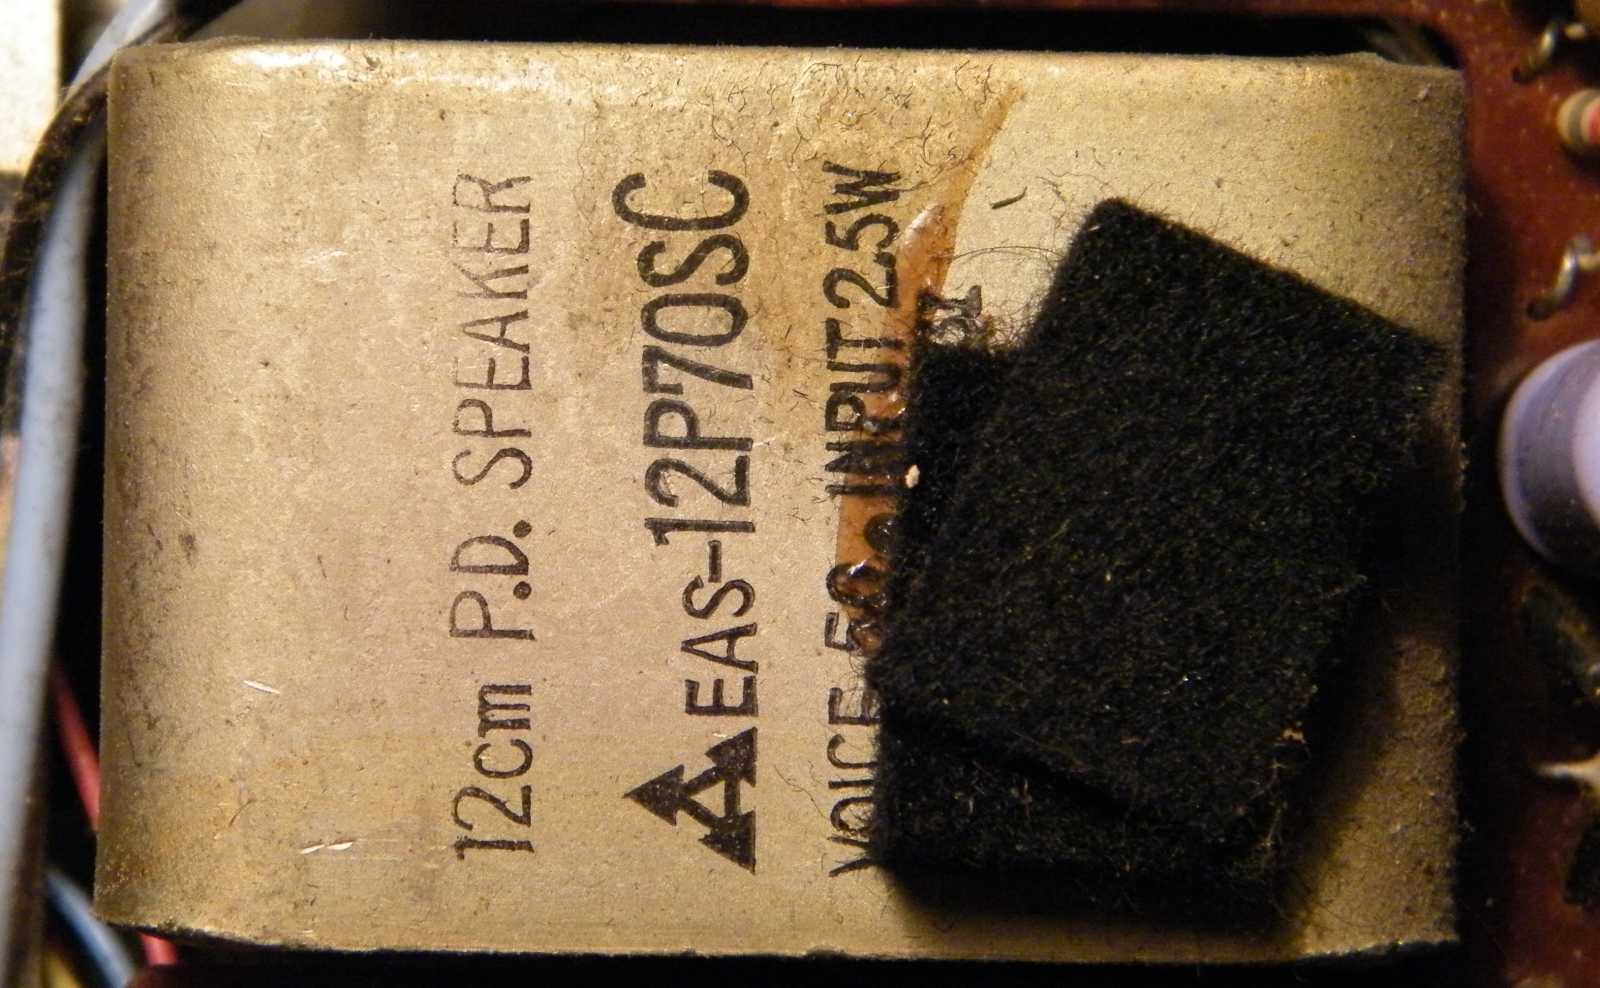 12cm P.D. SPEAKER
EAS-12P70SC
VOICE INPUT 2.5W